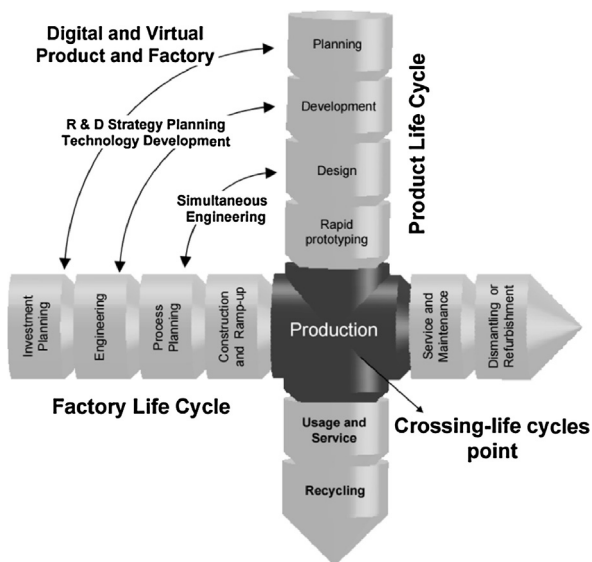 Digital and Virtual
Product and Factory
Planning
Development
R & D Strategy Planning
Technology Development
Product Life Cycle
Design
Simultaneous
Engineering
Rapid
prototyping
Investment
Planning
Engineering
Process
Planning
Construction
and Ramp-up
Production
Service and
Maintenance
Dismantling or
Refurbishment
Factory Life Cycle
Usage and
Service
Crossing-life cycles
point
Recycling